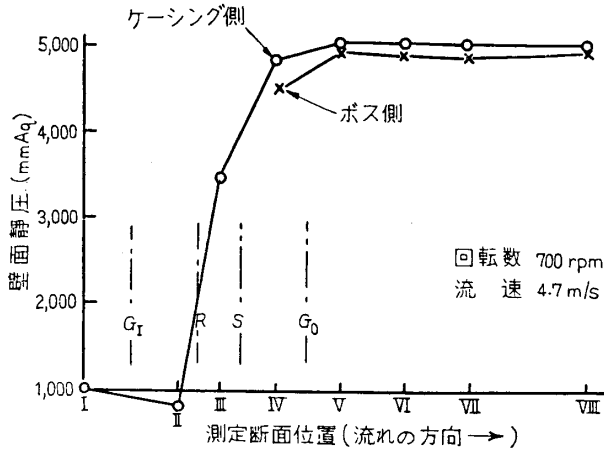 ケーシング側
5,000
4,000
3,000
2,000
1,000
壁面静圧 (mmAq)
ボス側
回転数 700 rpm
流速 4.7 m/s
G_I R S G_O
I II III IV V VI VII VIII
測定断面位置 (流れの方向→)